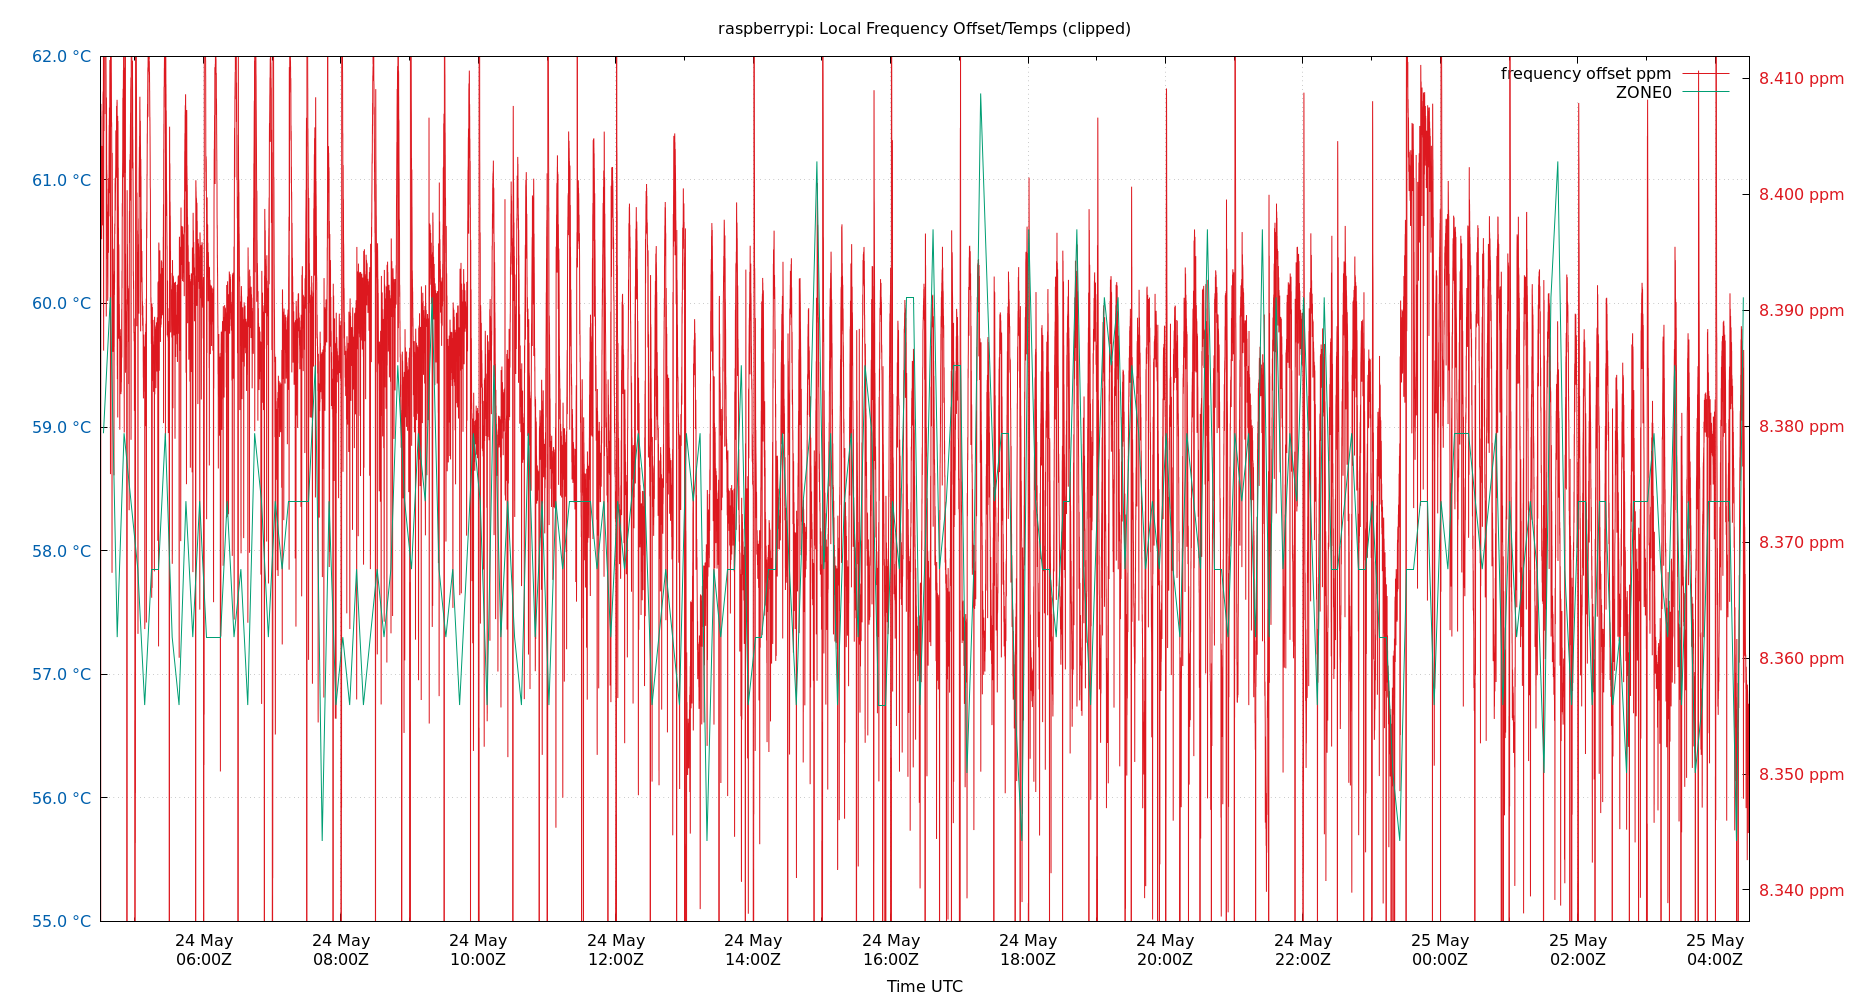 raspberrypi: Local Frequency Offset/Temps (clipped)
frequency offset ppm
ZONE0
62.0 °C
61.0 °C
60.0 °C
59.0 °C
58.0 °C
57.0 °C
56.0 °C
55.0 °C
8.410 ppm
8.400 ppm
8.390 ppm
8.380 ppm
8.370 ppm
8.360 ppm
8.350 ppm
8.340 ppm
24 May 24 May 24 May 24 May 24 May 24 May 24 May 24 May 24 May 25 May 25 May 25 May
06:00Z 08:00Z 10:00Z 12:00Z 14:00Z 16:00Z 18:00Z 20:00Z 22:00Z 00:00Z 02:00Z 04:00Z
Time UTC